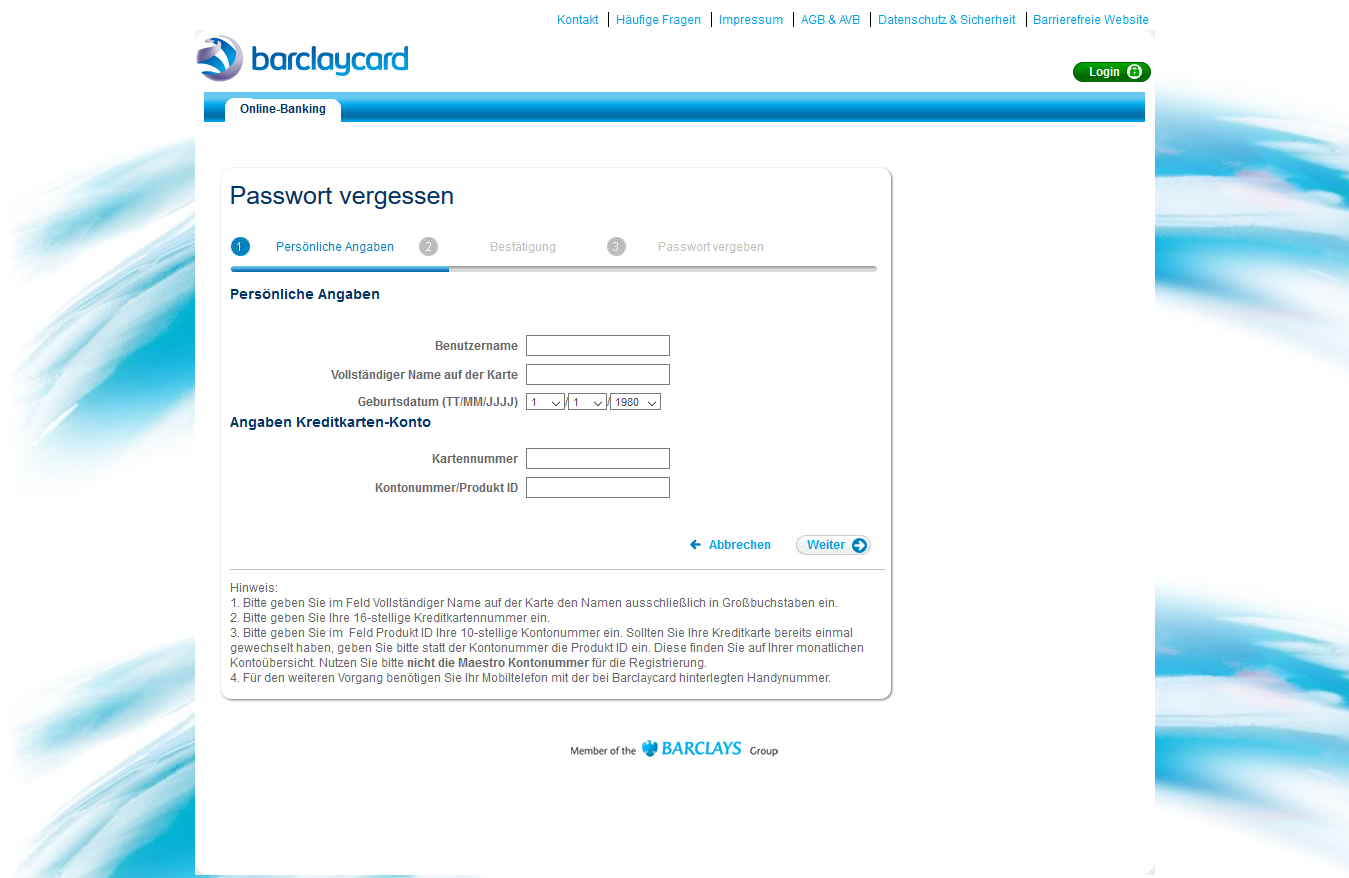 Kontakt Häufige Fragen Impressum AGB & AVB Datenschutz & Sicherheit Barrierefreie Website
barclaycard
Login
Online-Banking
Passwort vergessen
1 Persönliche Angaben 2 Bestätigung 3 Passwort vergeben
Persönliche Angaben
Benutzername
Vollständiger Name auf der Karte
Geburtsdatum (TT/MM/JJJJ) 1 / 1 / 1980
Angaben Kreditkarten-Konto
Kartennummer
Kontonummer/Produkt ID
Abbrechen Weiter
Hinweis:
1. Bitte geben Sie im Feld Vollständiger Name auf der Karte den Namen ausschließlich in Großbuchstaben ein.
2. Bitte geben Sie Ihre 16-stellige Kreditkartennummer ein.
3. Bitte geben Sie im Feld Produkt ID Ihre 10-stellige Kontonummer ein. Sollten Sie Ihre Kreditkarte bereits einmal
gewechselt haben, geben Sie bitte statt der Kontonummer die Produkt ID ein. Diese finden Sie auf Ihrer monatlichen
Kontoübersicht. Nutzen Sie bitte nicht die Maestro Kontonummer für die Registrierung.
4. Für den weiteren Vorgang benötigen Sie Ihr Mobiltelefon mit der bei Barclaycard hinterlegten Handynummer.
Member of the BARCLAYS Group